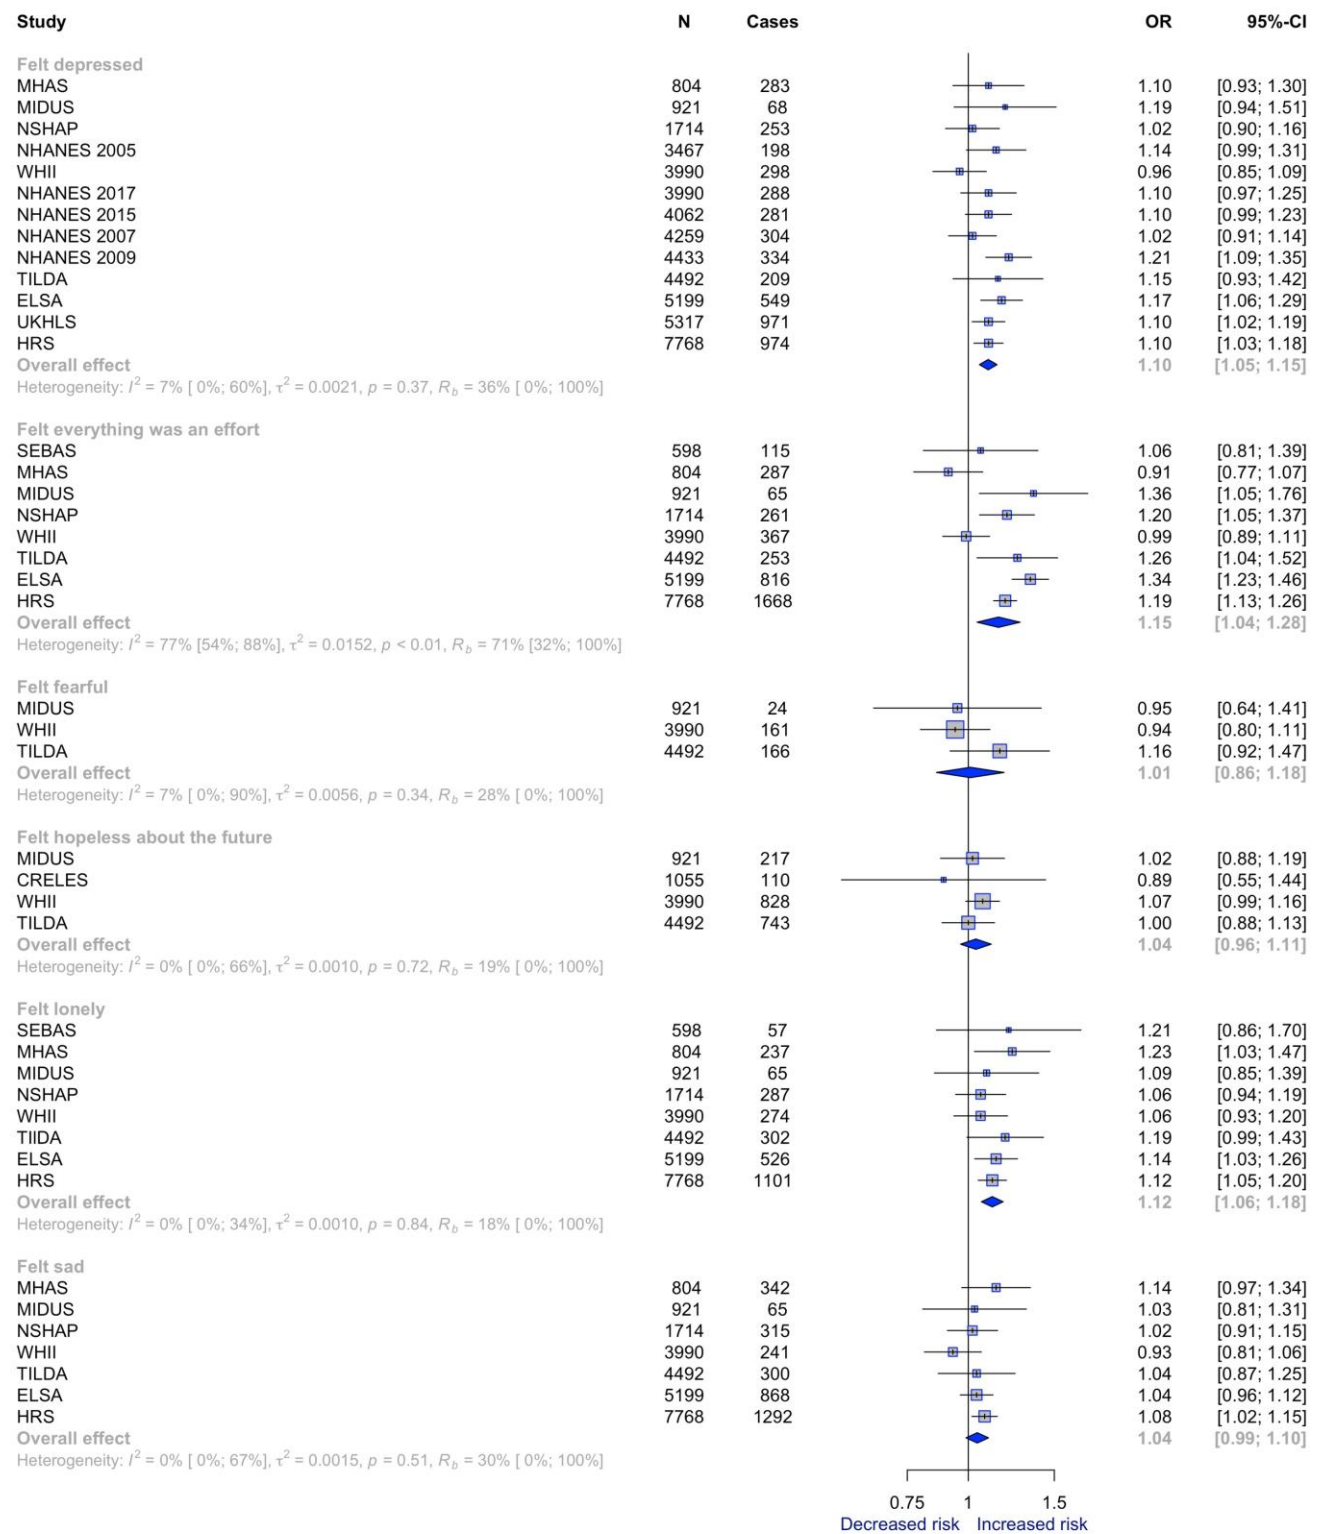 Study N Cases OR 95%-CI
Felt depressed
MHAS 804 283 1.10 [0.93; 1.30]
MIDUS 921 68 1.19 [0.94; 1.51]
NSHAP 1714 253 1.02 [0.90; 1.16]
NHANES 2005 3467 198 1.14 [0.99; 1.31]
WHII 3990 298 0.96 [0.85; 1.09]
NHANES 2017 3990 288 1.10 [0.97; 1.25]
NHANES 2015 4062 281 1.10 [0.99; 1.23]
NHANES 2007 4259 304 1.02 [0.91; 1.14]
NHANES 2009 4433 334 1.21 [1.09; 1.35]
TILDA 4492 209 1.15 [0.93; 1.42]
ELSA 5199 549 1.17 [1.06; 1.29]
UKHLS 5317 971 1.10 [1.02; 1.19]
HRS 7768 974 1.10 [1.03; 1.18]
Overall effect 1.10 [1.05; 1.15]
Heterogeneity: I² = 7% [ 0%; 60%], τ² = 0.0021, p = 0.37, R_b = 36% [ 0%; 100%]
Felt everything was an effort
SEBAS 598 115 1.06 [0.81; 1.39]
MHAS 804 287 0.91 [0.77; 1.07]
MIDUS 921 65 1.36 [1.05; 1.76]
NSHAP 1714 261 1.20 [1.05; 1.37]
WHII 3990 367 0.99 [0.89; 1.11]
TILDA 4492 253 1.26 [1.04; 1.52]
ELSA 5199 816 1.34 [1.23; 1.46]
HRS 7768 1668 1.19 [1.13; 1.26]
Overall effect 1.15 [1.04; 1.28]
Heterogeneity: I² = 77% [54%; 88%], τ² = 0.0152, p < 0.01, R_b = 71% [32%; 100%]
Felt fearful
MIDUS 921 24 0.95 [0.64; 1.41]
WHII 3990 161 0.94 [0.80; 1.11]
TILDA 4492 166 1.16 [0.92; 1.47]
Overall effect 1.01 [0.86; 1.18]
Heterogeneity: I² = 7% [ 0%; 90%], τ² = 0.0056, p = 0.34, R_b = 28% [ 0%; 100%]
Felt hopeless about the future
MIDUS 921 217 1.02 [0.88; 1.19]
CRELES 1055 110 0.89 [0.55; 1.44]
WHII 3990 828 1.07 [0.99; 1.16]
TILDA 4492 743 1.00 [0.88; 1.13]
Overall effect 1.04 [0.96; 1.11]
Heterogeneity: I² = 0% [ 0%; 66%], τ² = 0.0010, p = 0.72, R_b = 19% [ 0%; 100%]
Felt lonely
SEBAS 598 57 1.21 [0.86; 1.70]
MHAS 804 237 1.23 [1.03; 1.47]
MIDUS 921 65 1.09 [0.85; 1.39]
NSHAP 1714 287 1.06 [0.94; 1.19]
WHII 3990 274 1.06 [0.93; 1.20]
TIIDA 4492 302 1.19 [0.99; 1.43]
ELSA 5199 526 1.14 [1.03; 1.26]
HRS 7768 1101 1.12 [1.05; 1.20]
Overall effect 1.12 [1.06; 1.18]
Heterogeneity: I² = 0% [ 0%; 34%], τ² = 0.0010, p = 0.84, R_b = 18% [ 0%; 100%]
Felt sad
MHAS 804 342 1.14 [0.97; 1.34]
MIDUS 921 65 1.03 [0.81; 1.31]
NSHAP 1714 315 1.02 [0.91; 1.15]
WHII 3990 241 0.93 [0.81; 1.06]
TILDA 4492 300 1.04 [0.87; 1.25]
ELSA 5199 868 1.04 [0.96; 1.12]
HRS 7768 1292 1.08 [1.02; 1.15]
Overall effect 1.04 [0.99; 1.10]
Heterogeneity: I² = 0% [ 0%; 67%], τ² = 0.0015, p = 0.51, R_b = 30% [ 0%; 100%]
0.75 1 1.5
Decreased risk Increased risk